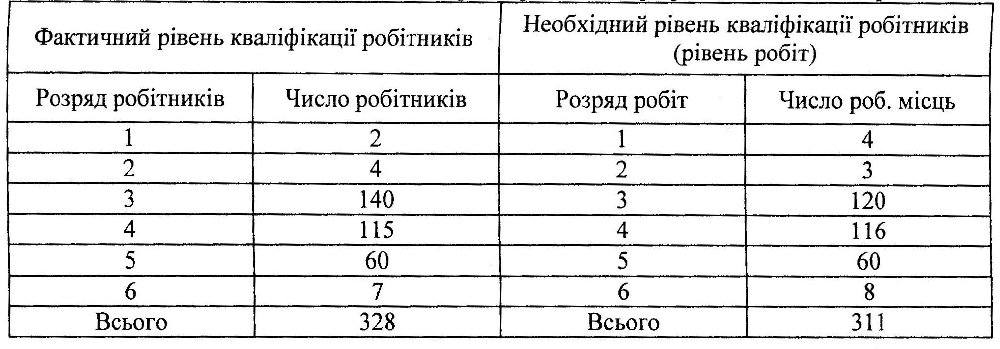 Фактичний рівень кваліфікації робітників
Необхідний рівень кваліфікації робітників
(рівень робіт)
Розряд робітників Число робітників Розряд робіт Число роб. місць
1 2 1 4
2 4 2 3
3 140 3 120
4 115 4 116
5 60 5 60
6 7 6 8
Всього 328 Всього 311